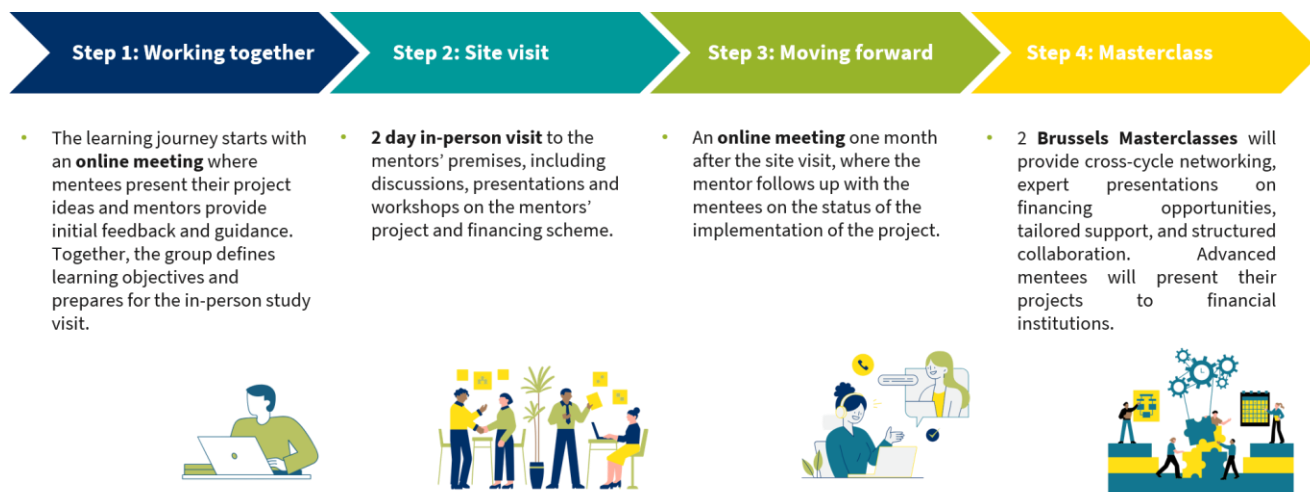 Step 1: Working together
Step 2: Site visit
Step 3: Moving forward
Step 4: Masterclass
• The learning journey starts with
an online meeting where
mentees present their project
ideas and mentors provide
initial feedback and guidance.
Together, the group defines
learning objectives and
prepares for the in-person study
visit.
• 2 day in-person visit to the
mentors’ premises, including
discussions, presentations and
workshops on the mentors’
project and financing scheme.
• An online meeting one month
after the site visit, where the
mentor follows up with the
mentees on the status of the
implementation of the project.
• 2 Brussels Masterclasses will
provide cross-cycle networking,
expert presentations on
financing opportunities,
tailored support, and structured
collaboration. Advanced
mentees will present their
projects to financial
institutions.